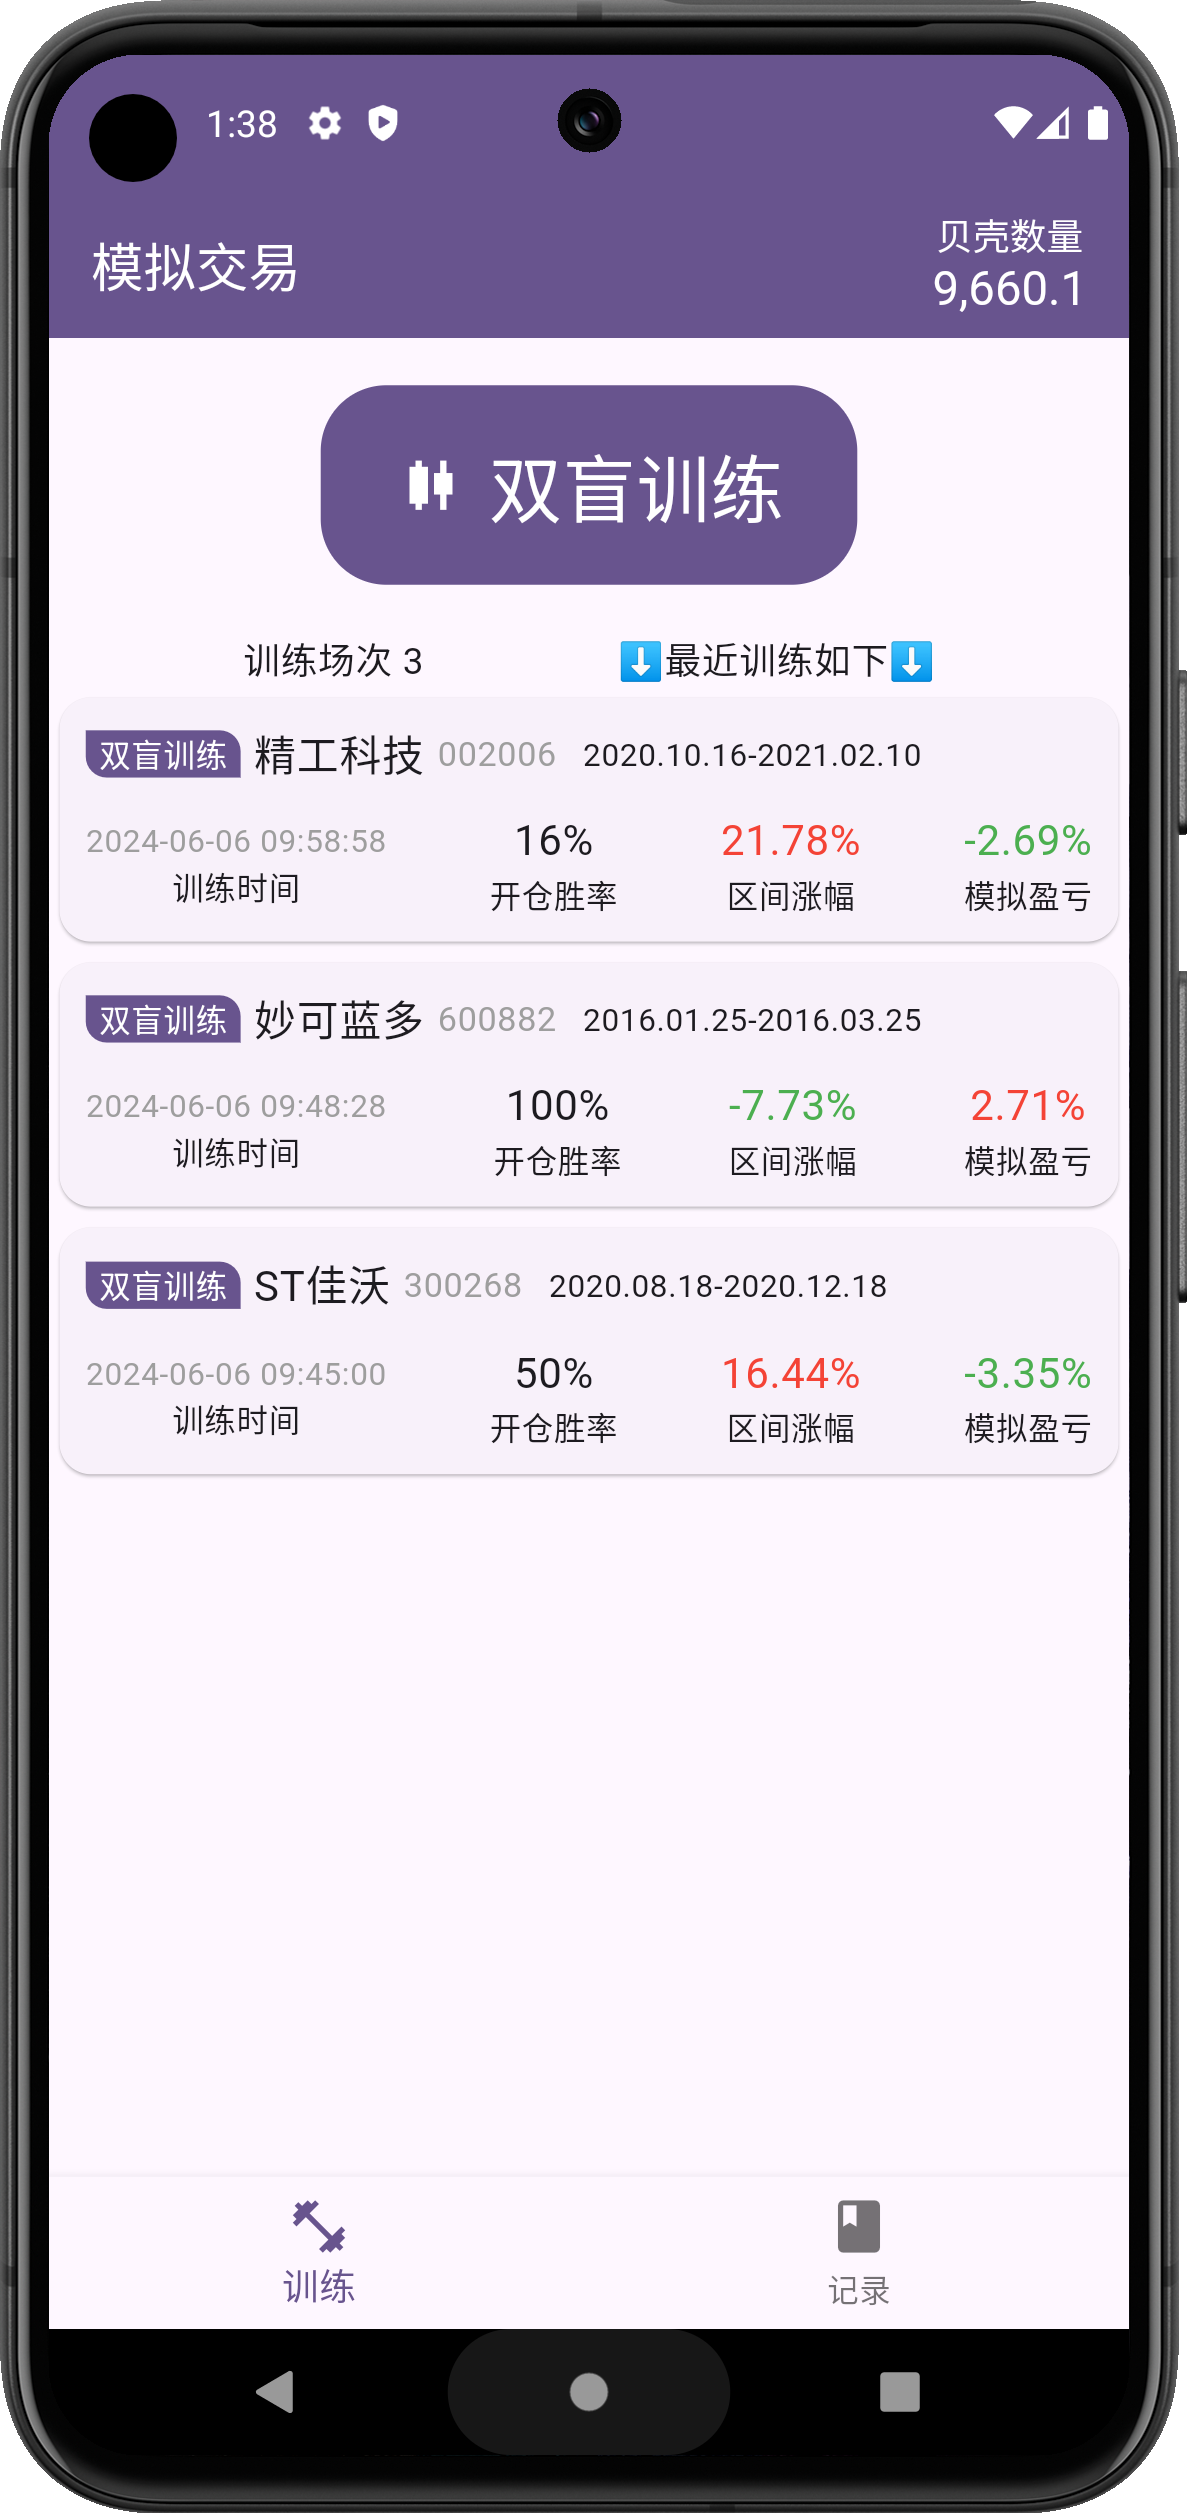 1:38
模拟交易
贝壳数量
9,660.1
双盲训练
训练场次 3
⬇️最近训练如下⬇️
双盲训练 精工科技 002006 2020.10.16-2021.02.10
2024-06-06 09:58:58 16% 21.78% -2.69%
训练时间 开仓胜率 区间涨幅 模拟盈亏
双盲训练 妙可蓝多 600882 2016.01.25-2016.03.25
2024-06-06 09:48:28 100% -7.73% 2.71%
训练时间 开仓胜率 区间涨幅 模拟盈亏
双盲训练 ST佳沃 300268 2020.08.18-2020.12.18
2024-06-06 09:45:00 50% 16.44% -3.35%
训练时间 开仓胜率 区间涨幅 模拟盈亏
训练 记录